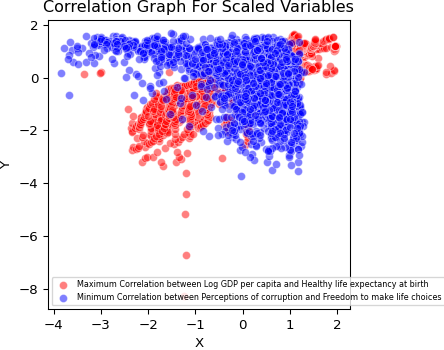 Correlation Graph For Scaled Variables
2
0
−2
−4
−6
−8
Y
Maximum Correlation between Log GDP per capita and Healthy life expectancy at birth
Minimum Correlation between Perceptions of corruption and Freedom to make life choices
−4 −3 −2 −1 0 1 2
X